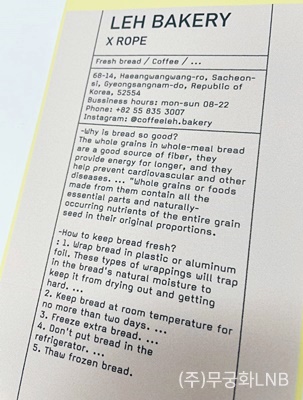 LEH BAKERY
X ROPE
Fresh bread / Coffee / ...
68-14, Haeangwangwang-ro, Sacheon-
si, Gyeongsangnam-do, Republic of
Korea, 52554
Bussiness hours: mon-sun 08-22
Phone: +82 55 835 3007
Instagram: @coffeeleh.bakery
-Why is bread so good?
The whole grains in whole-meal bread
are a good source of fiber, they
provide energy for longer, and they
help prevent cardiovascular and other
diseases. ... "Whole grains or foods
made from them contain all the
essential parts and naturally-
occurring nutrients of the entire grain
seed in their original proportions.
-How to keep bread fresh?
: 1. Wrap bread in plastic or aluminum
foil. These types of wrappings will trap
in the bread's natural moisture to
keep it from drying out and getting
hard. ...
2. Keep bread at room temperature for
no more than two days. ...
3. Freeze extra bread. ...
4. Don't put bread in the
refrigerator. ...
5. Thaw frozen bread.
(주)무궁화LNB